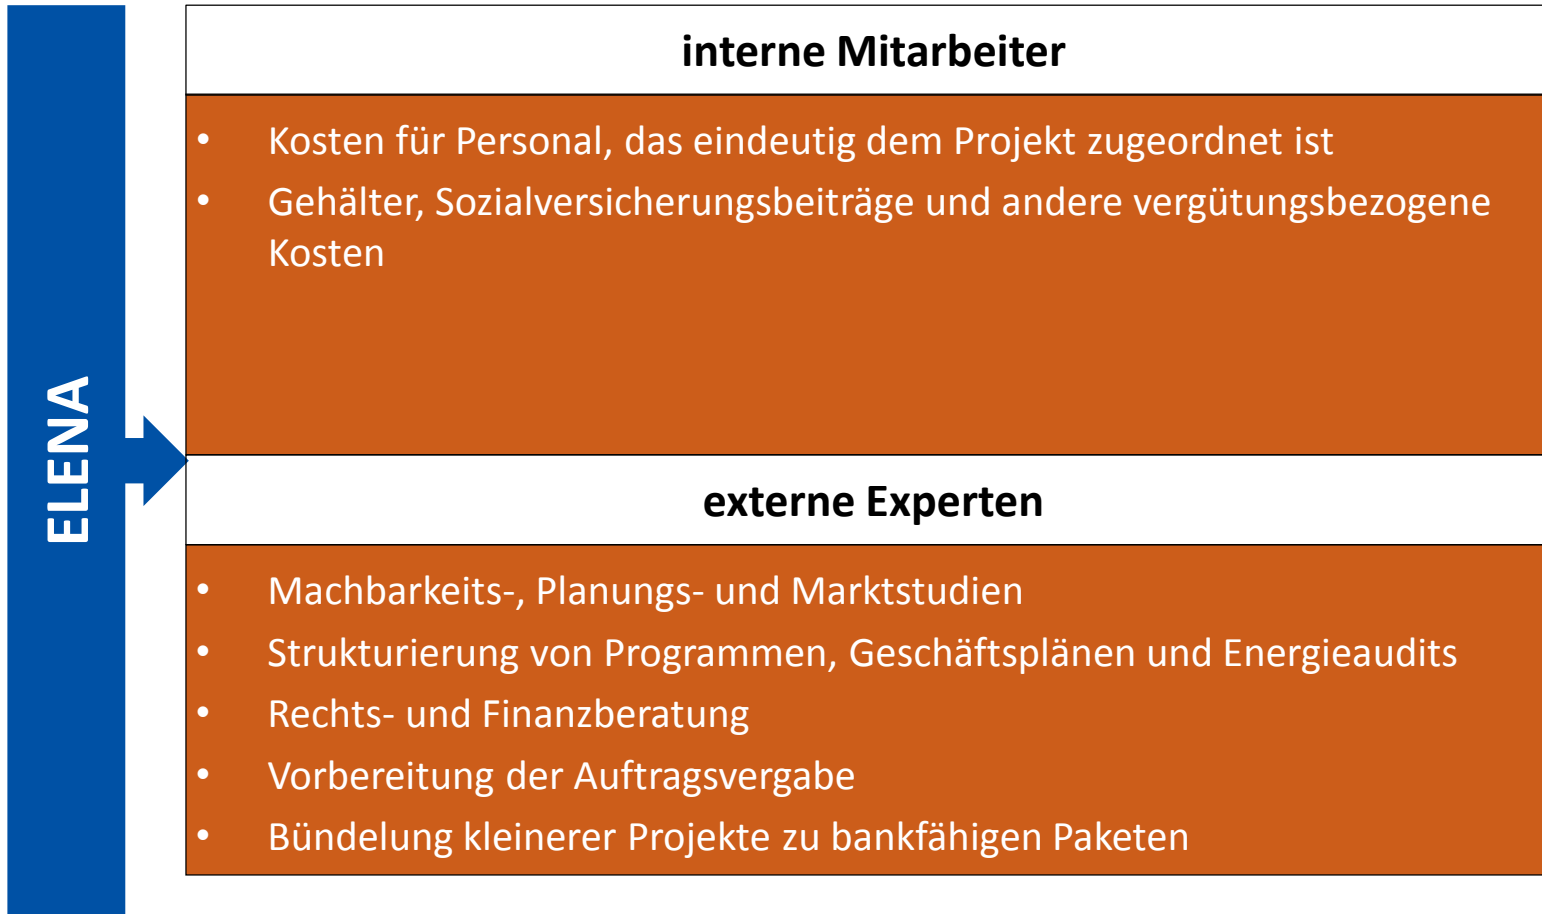 ELENA
interne Mitarbeiter
• Kosten für Personal, das eindeutig dem Projekt zugeordnet ist
• Gehälter, Sozialversicherungsbeiträge und andere vergütungsbezogene
Kosten
externe Experten
• Machbarkeits-, Planungs- und Marktstudien
• Strukturierung von Programmen, Geschäftsplänen und Energieaudits
• Rechts- und Finanzberatung
• Vorbereitung der Auftragsvergabe
• Bündelung kleinerer Projekte zu bankfähigen Paketen